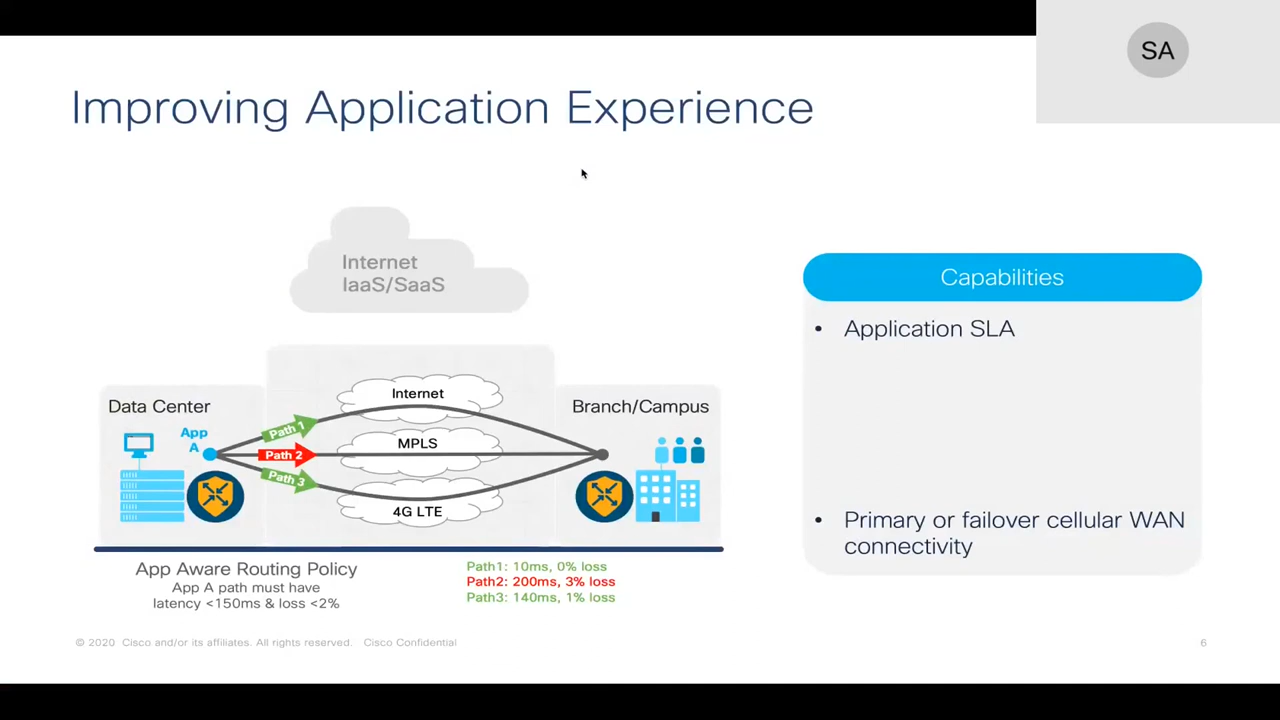 SA
Improving Application Experience
Internet
IaaS/SaaS
Capabilities
• Application SLA
• Primary or failover cellular WAN
connectivity
Data Center
App
A
Path 1
Path 2
Path 3
Internet
MPLS
4G LTE
Branch/Campus
App Aware Routing Policy
App A path must have
latency <150ms & loss <2%
Path1: 10ms, 0% loss
Path2: 200ms, 3% loss
Path3: 140ms, 1% loss
© 2020 Cisco and/or its affiliates. All rights reserved. Cisco Confidential
6